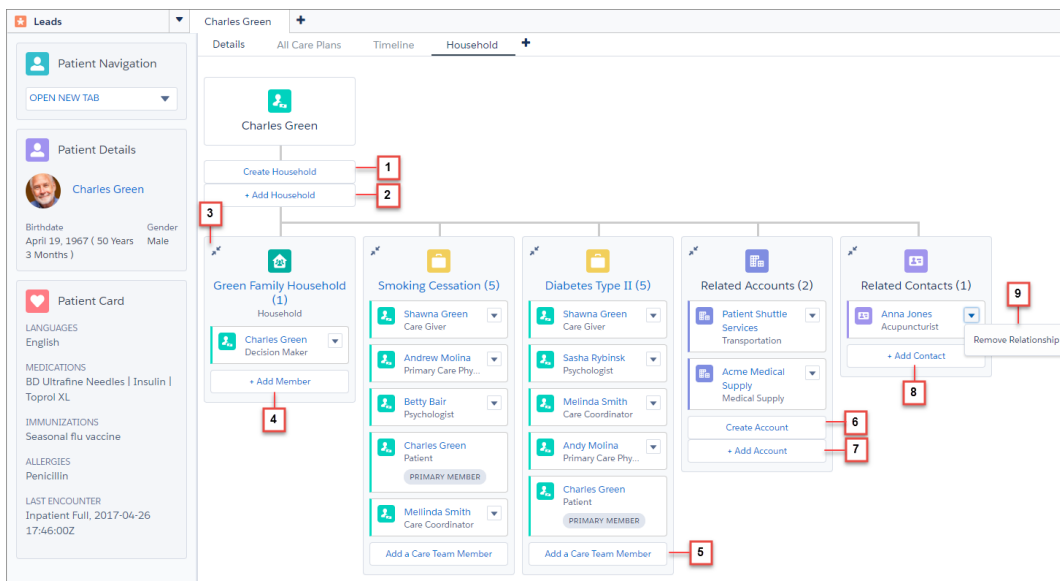 Leads
Charles Green
Details
All Care Plans
Timeline
Household
Patient Navigation
OPEN NEW TAB
Patient Details
Charles Green
Birthdate
Gender
April 19, 1967 ( 50 Years
3 Months )
Male
Patient Card
LANGUAGES
English
MEDICATIONS
BD Ultrafine Needles | Insulin |
Toprol XL
IMMUNIZATIONS
Seasonal flu vaccine
ALLERGIES
Penicillin
LAST ENCOUNTER
Inpatient Full, 2017-04-26
17:46:00Z
Charles Green
Create Household
1
+ Add Household
2
3
Green Family Household
(1)
Household
Charles Green
Decision Maker
+ Add Member
4
Smoking Cessation (5)
Shawna Green
Care Giver
Andrew Molina
Primary Care Phy...
Betty Bair
Psychologist
Charles Green
Patient
PRIMARY MEMBER
Mellinda Smith
Care Coordinator
Add a Care Team Member
Diabetes Type II (5)
Shawna Green
Care Giver
Sasha Rybinsk
Psychologist
Melinda Smith
Care Coordinator
Andy Molina
Primary Care Phy...
Charles Green
Patient
PRIMARY MEMBER
Add a Care Team Member
5
Related Accounts (2)
Patient Shuttle
Services
Transportation
Acme Medical
Supply
Medical Supply
Create Account
6
+ Add Account
7
Related Contacts (1)
Anna Jones
Acupuncturist
9
Remove Relationship
+ Add Contact
8